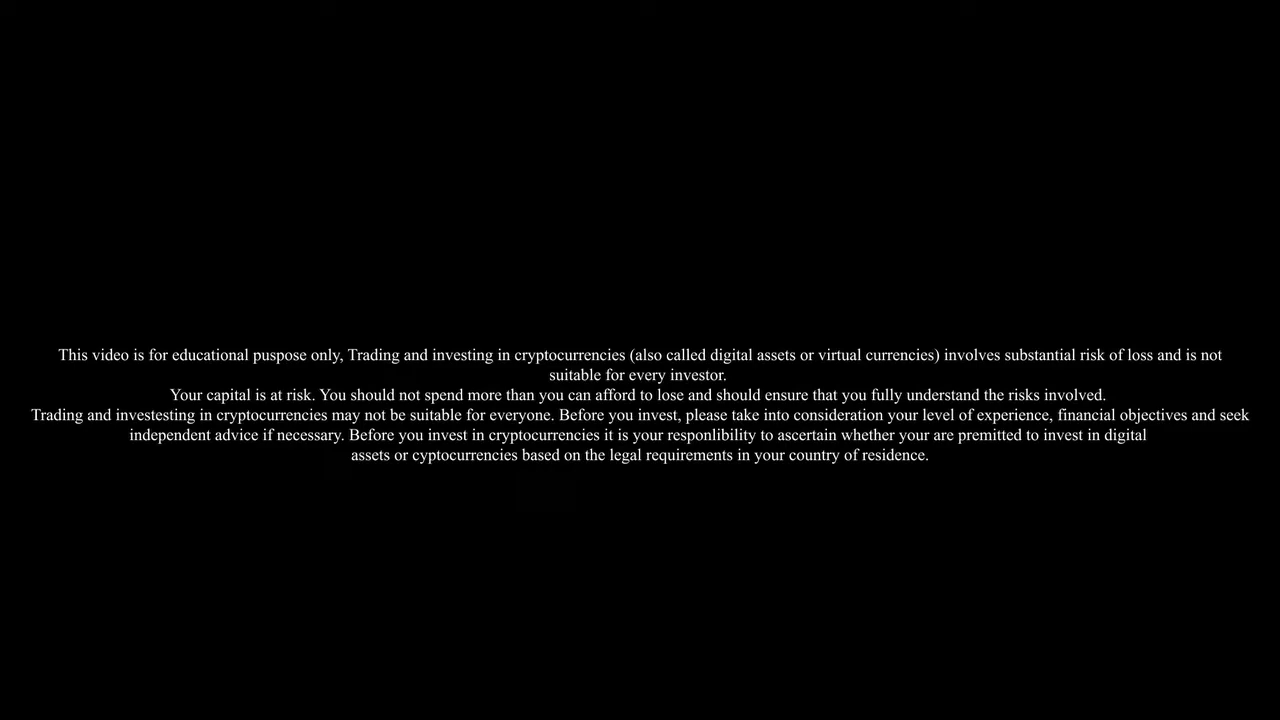 This video is for educational puspose only, Trading and investing in cryptocurrencies (also called digital assets or virtual currencies) involves substantial risk of loss and is not
suitable for every investor.
Your capital is at risk. You should not spend more than you can afford to lose and should ensure that you fully understand the risks involved.
Trading and investesting in cryptocurrencies may not be suitable for everyone. Before you invest, please take into consideration your level of experience, financial objectives and seek
independent advice if necessary. Before you invest in cryptocurrencies it is your responlibility to ascertain whether your are premitted to invest in digital
assets or cyptocurrencies based on the legal requirements in your country of residence.